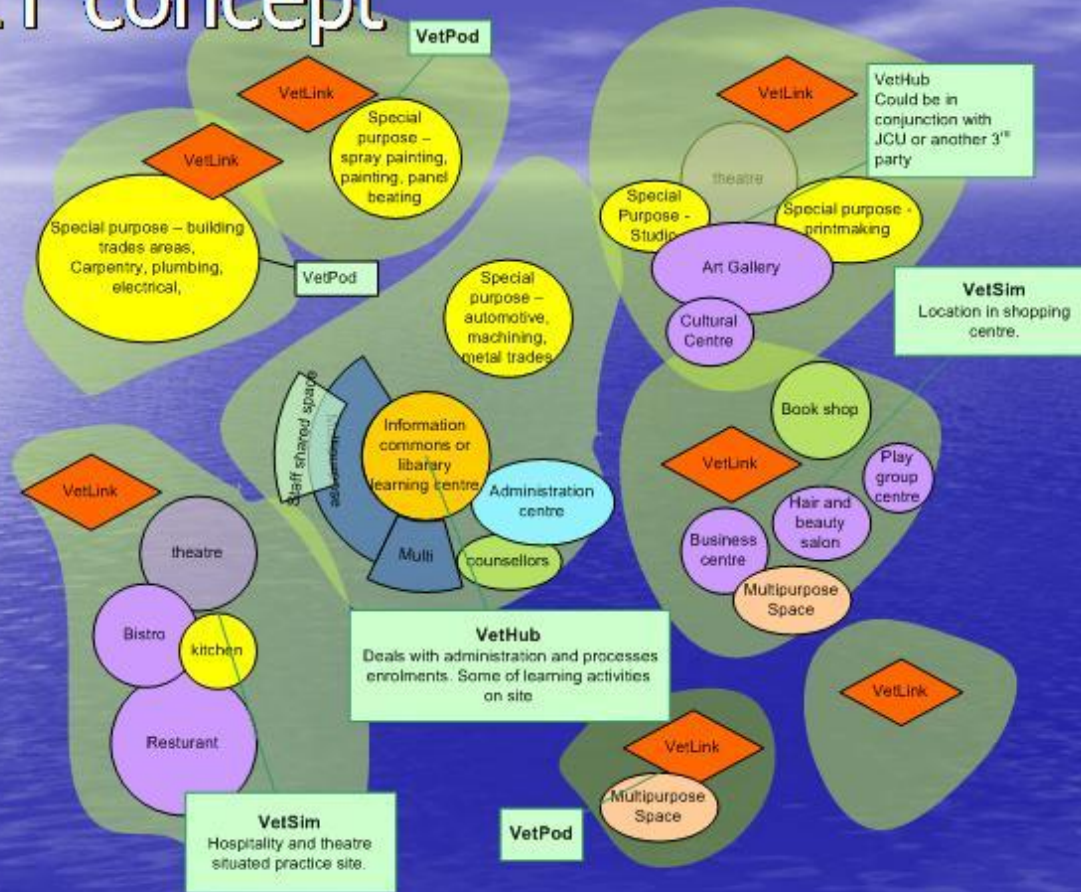 concept
VetPod
VetLink
Special
purpose –
spray painting,
painting, panel
beating
VetLink
Special purpose – building
trades areas,
Carpentry, plumbing,
electrical,
VetPod
VetLink
VetHub
Could be in
conjunction with
JCU or another 3rd
party
theatre
Special
Purpose -
Studio
Special purpose -
printmaking
Art Gallery
Cultural
Centre
Special
purpose –
automotive,
machining,
metal trades
VetSim
Location in shopping
centre.
Staff shared space
Information
commons or
libarary
learning centre
Administration
centre
Multi
counsellors
Book shop
VetLink
Play
group
centre
Hair and
beauty
salon
Business
centre
Multipurpose
Space
VetLink
theatre
Bistro
kitchen
Resturant
VetHub
Deals with administration and processes
enrolments. Some of learning activities
on site
VetLink
VetLink
Multipurpose
Space
VetPod
VetSim
Hospitality and theatre
situated practice site.